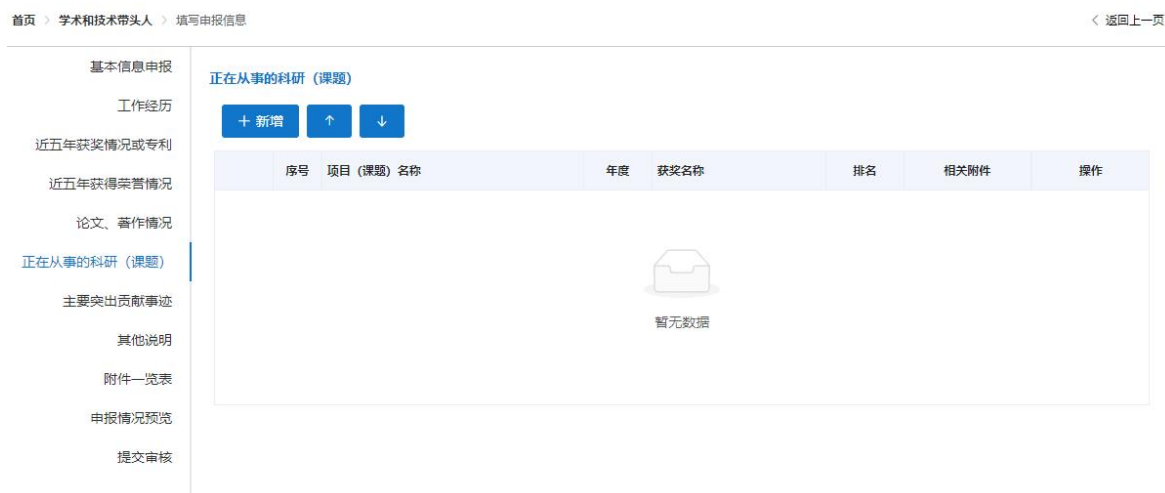 首页 > 学术和技术带头人 > 填写申报信息
< 返回上一页
基本信息申报
工作经历
近五年获奖情况或专利
近五年获得荣誉情况
论文、著作情况
正在从事的科研（课题）
主要突出贡献事迹
其他说明
附件一览表
申报情况预览
提交审核
正在从事的科研（课题）
+ 新增 ↑ ↓
序号 项目（课题）名称 年度 获奖名称 排名 相关附件 操作
暂无数据